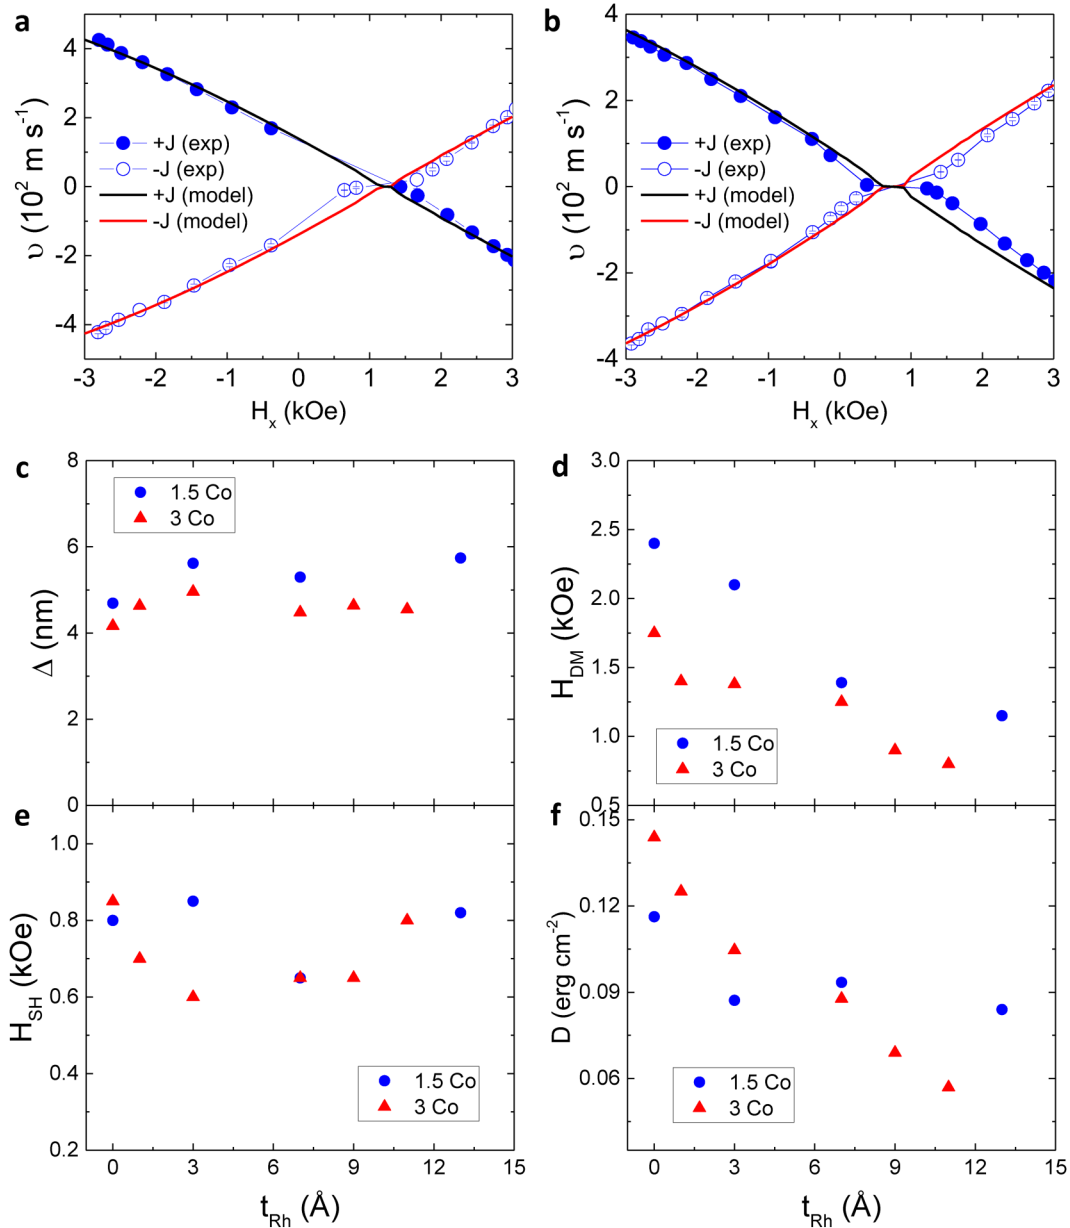 a
υ (10² m s⁻¹)
4
2
0
-2
-4
+J (exp)
-J (exp)
+J (model)
-J (model)
-3 -2 -1 0 1 2 3
Hₓ (kOe)
b
υ (10² m s⁻¹)
4
2
0
-2
-4
+J (exp)
-J (exp)
+J (model)
-J (model)
-3 -2 -1 0 1 2 3
Hₓ (kOe)
c
Δ (nm)
8
6
4
2
0
1.5 Co
3 Co
d
H_DM (kOe)
3.0
2.5
2.0
1.5
1.0
0.5
1.5 Co
3 Co
e
H_SH (kOe)
1.0
0.8
0.6
0.4
0.2
1.5 Co
3 Co
0 3 6 9 12 15
t_Rh (Å)
f
D (erg cm⁻²)
0.15
0.12
0.09
0.06
1.5 Co
3 Co
0 3 6 9 12 15
t_Rh (Å)